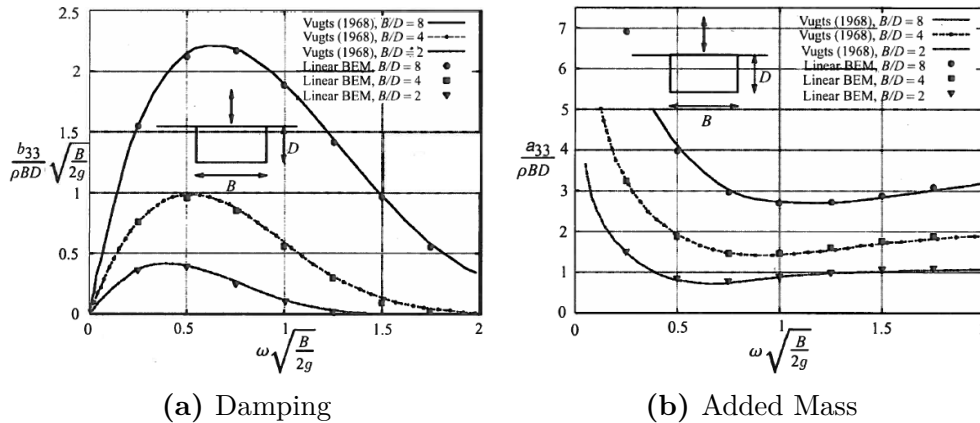 Vugts (1968), B/D = 8
Vugts (1968), B/D = 4
Vugts (1968), B/D = 2
Linear BEM, B/D = 8
Linear BEM, B/D = 4
Linear BEM, B/D = 2
2.5
2
1.5
1
0.5
0
b33/ρBD √B/2g
D
B
0 0.5 1 1.5 2
ω√B/2g
(a) Damping
Vugts (1968), B/D = 8
Vugts (1968), B/D = 4
Vugts (1968), B/D = 2
Linear BEM, B/D = 8
Linear BEM, B/D = 4
Linear BEM, B/D = 2
7
6
5
4
3
2
1
0
a33/ρBD
D
B
0 0.5 1 1.5
ω√B/2g
(b) Added Mass